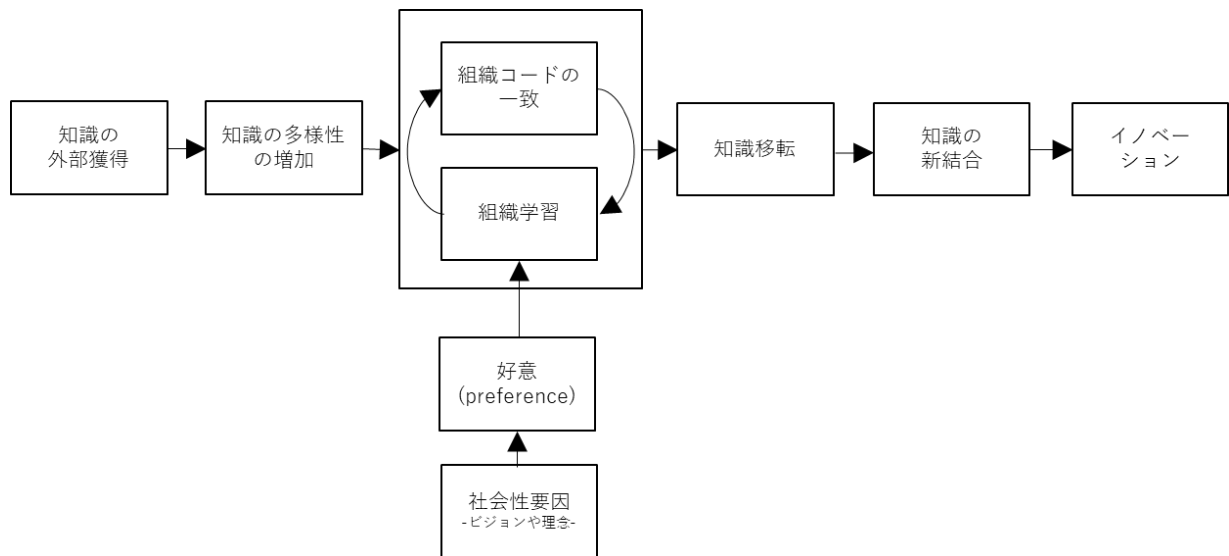 知識の
外部獲得
知識の多様性
の増加
組織コードの
一致
組織学習
知識移転
知識の
新結合
イノベー
ション
好意
(preference)
社会性要因
-ビジョンや理念-